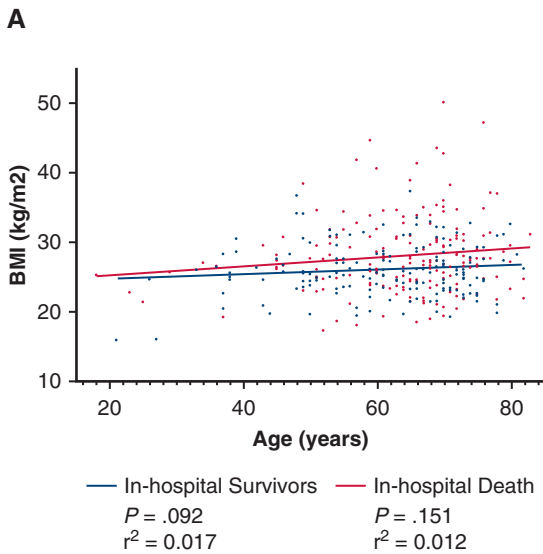 A
50
40
30
20
10
BMI (kg/m2)
20 40 60 80
Age (years)
In-hospital Survivors In-hospital Death
P = .092 P = .151
r² = 0.017 r² = 0.012